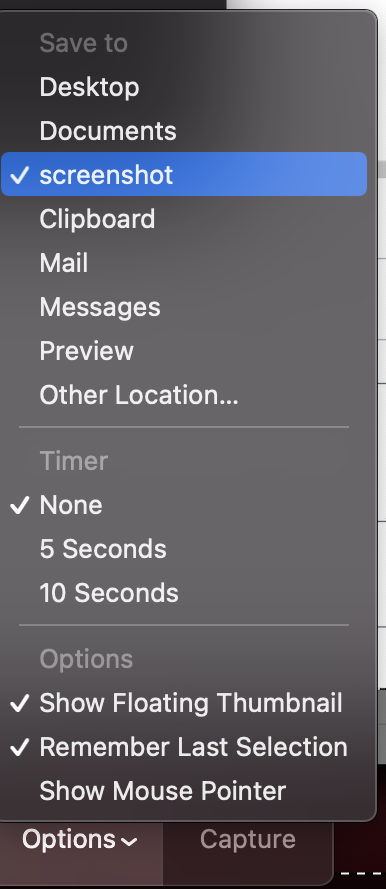 Save to
Desktop
Documents
✓ screenshot
Clipboard
Mail
Messages
Preview
Other Location...
Timer
✓ None
5 Seconds
10 Seconds
Options
✓ Show Floating Thumbnail
✓ Remember Last Selection
Show Mouse Pointer
Options Capture